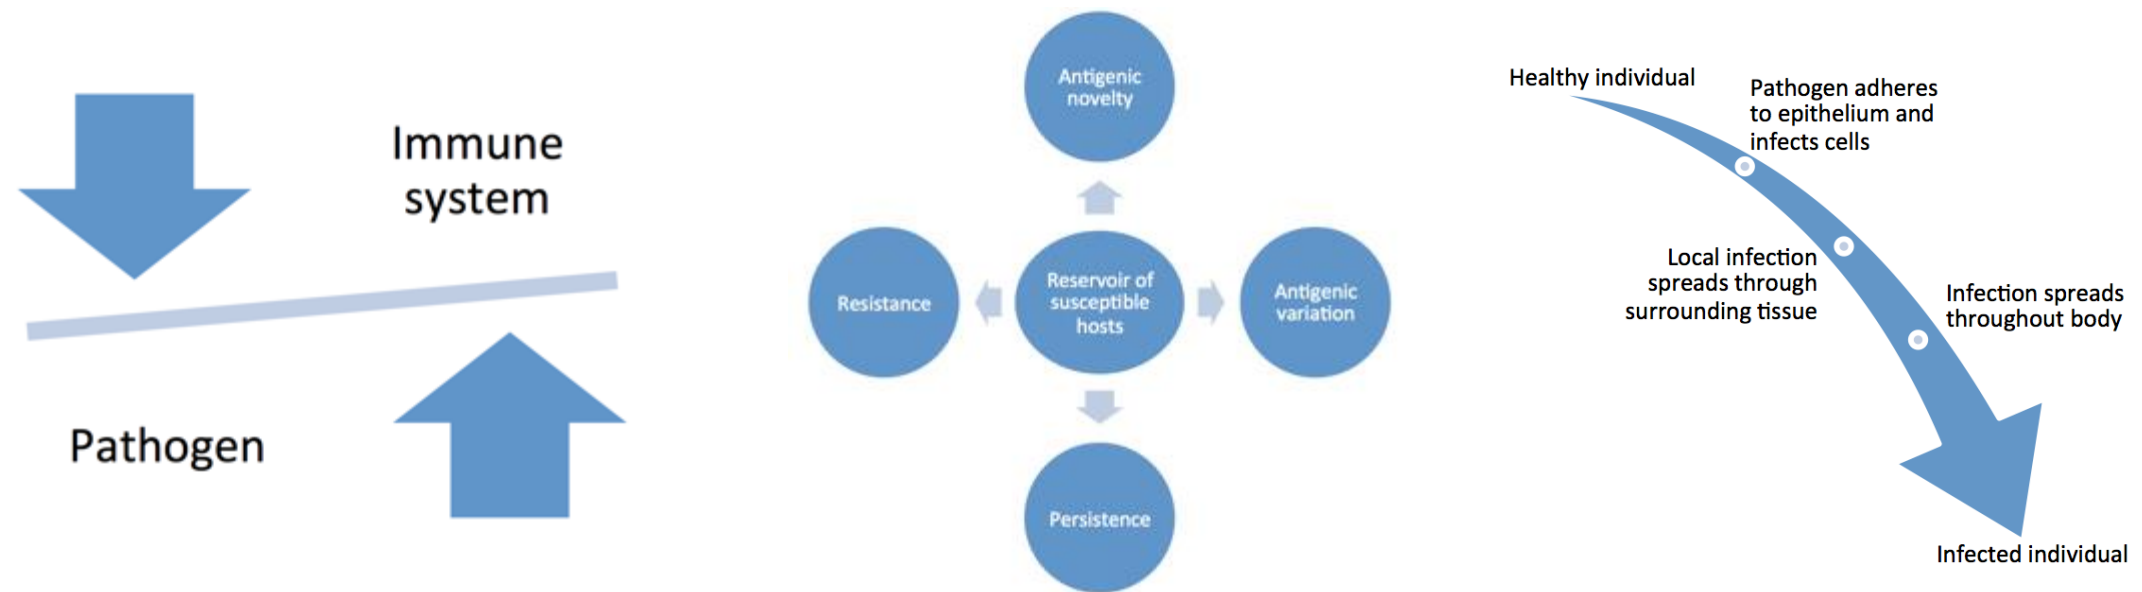 Immune
system
Pathogen
Antigenic
novelty
Resistance
Reservoir of
susceptible
hosts
Antigenic
variation
Persistence
Healthy individual
Pathogen adheres
to epithelium and
infects cells
Local infection
spreads through
surrounding tissue
Infection spreads
throughout body
Infected individual